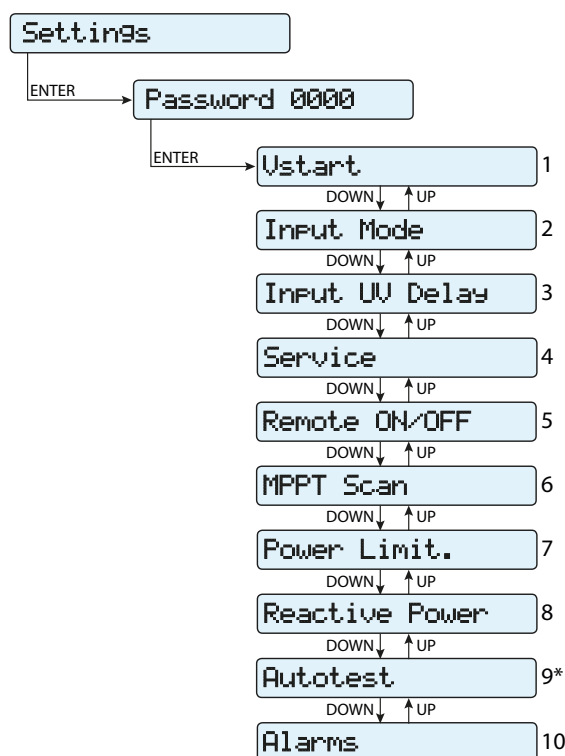 Settings
ENTER
Password 0000
ENTER
Vstart 1
DOWN UP
Input Mode 2
DOWN UP
Input UV Delay 3
DOWN UP
Service 4
DOWN UP
Remote ON/OFF 5
DOWN UP
MPPT Scan 6
DOWN UP
Power Limit. 7
DOWN UP
Reactive Power 8
DOWN UP
Autotest 9*
DOWN UP
Alarms 10